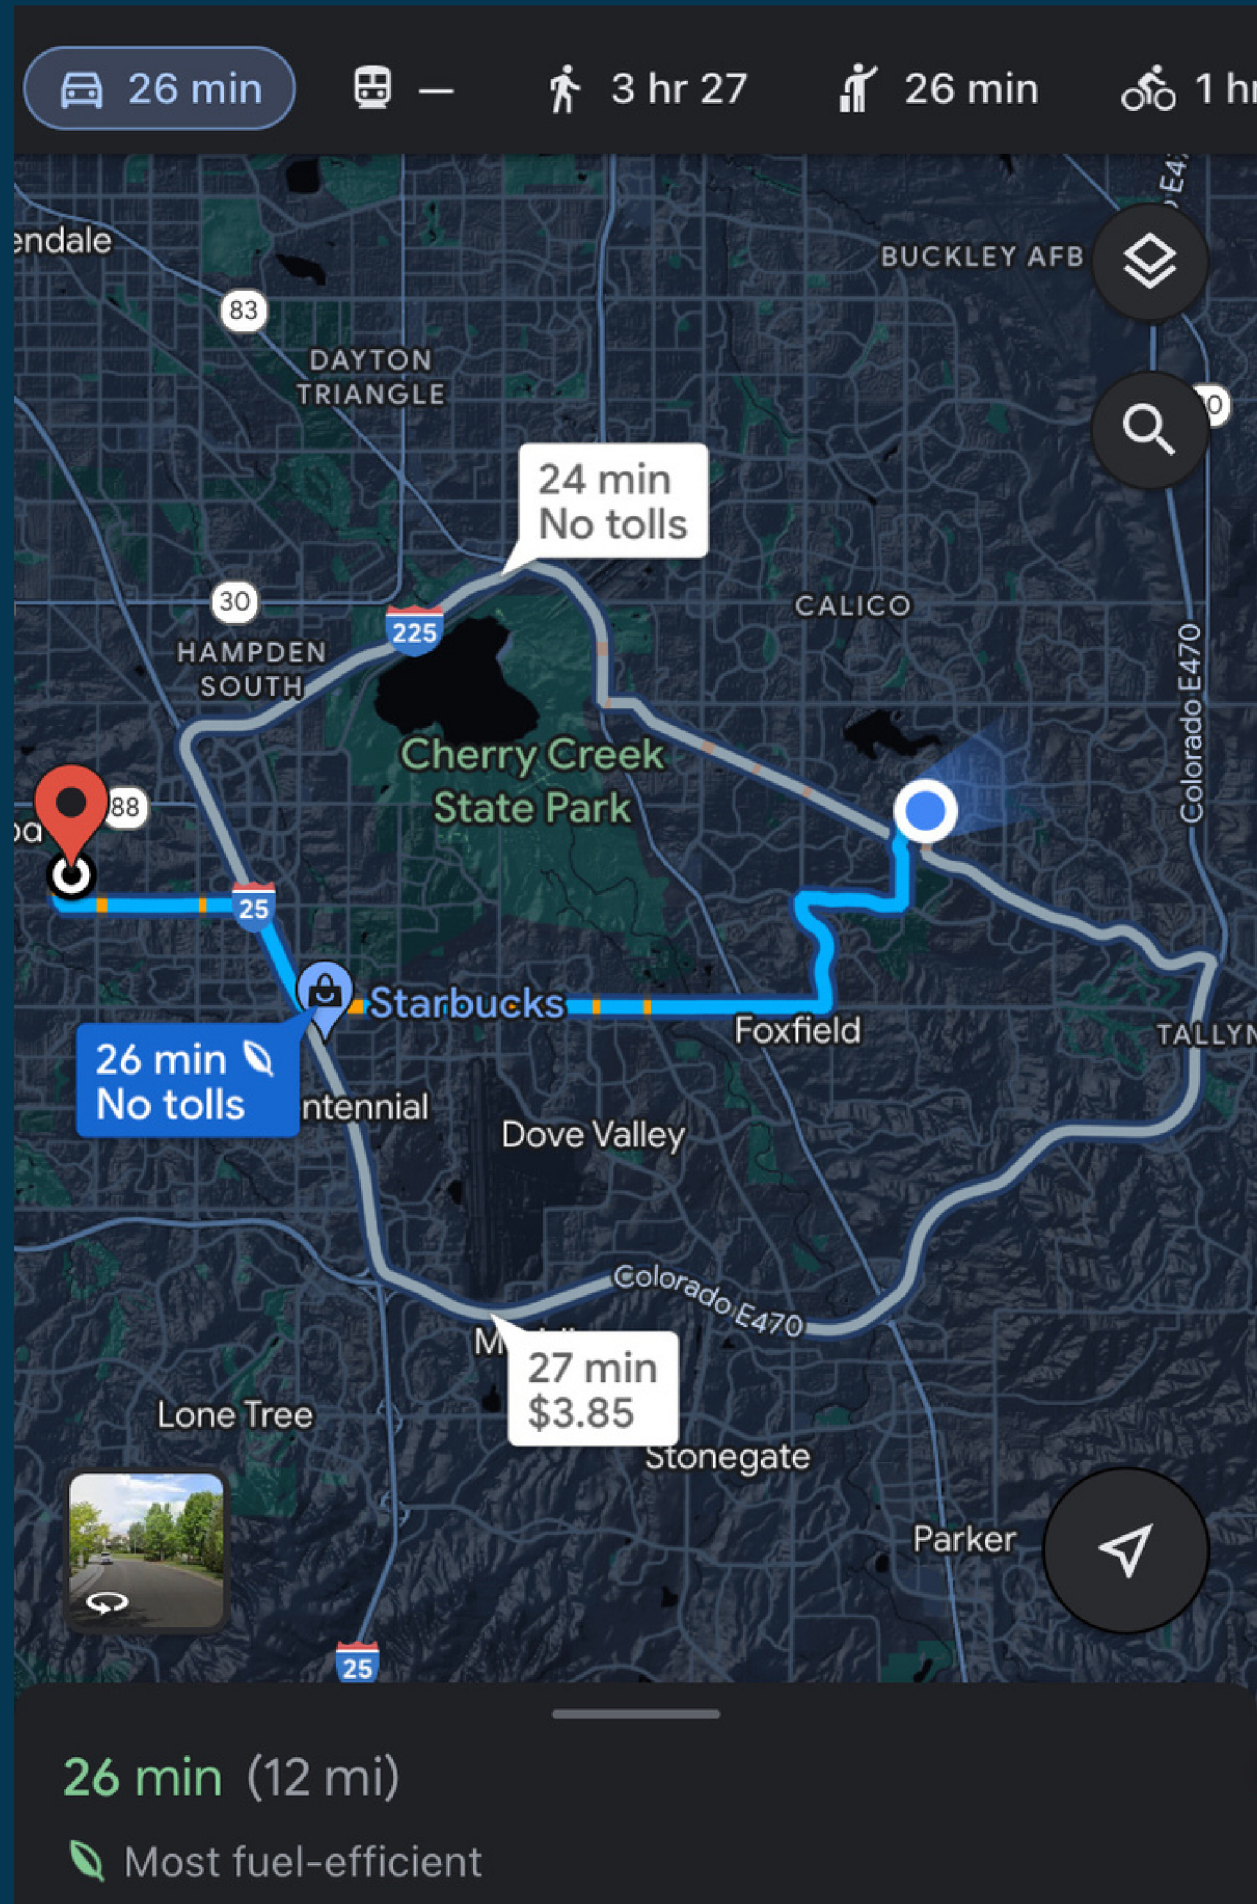 26 min
—
3 hr 27
26 min
1 hr
E47
endale
BUCKLEY AFB
83
DAYTON
TRIANGLE
0
24 min
No tolls
30
CALICO
225
HAMPDEN
SOUTH
Colorado E470
Cherry Creek
State Park
88
25
Starbucks
Foxfield
TALLYN
26 min
No tolls
ntennial
Dove Valley
Colorado E470
27 min
$3.85
Lone Tree
Stonegate
Parker
25
26 min (12 mi)
Most fuel-efficient